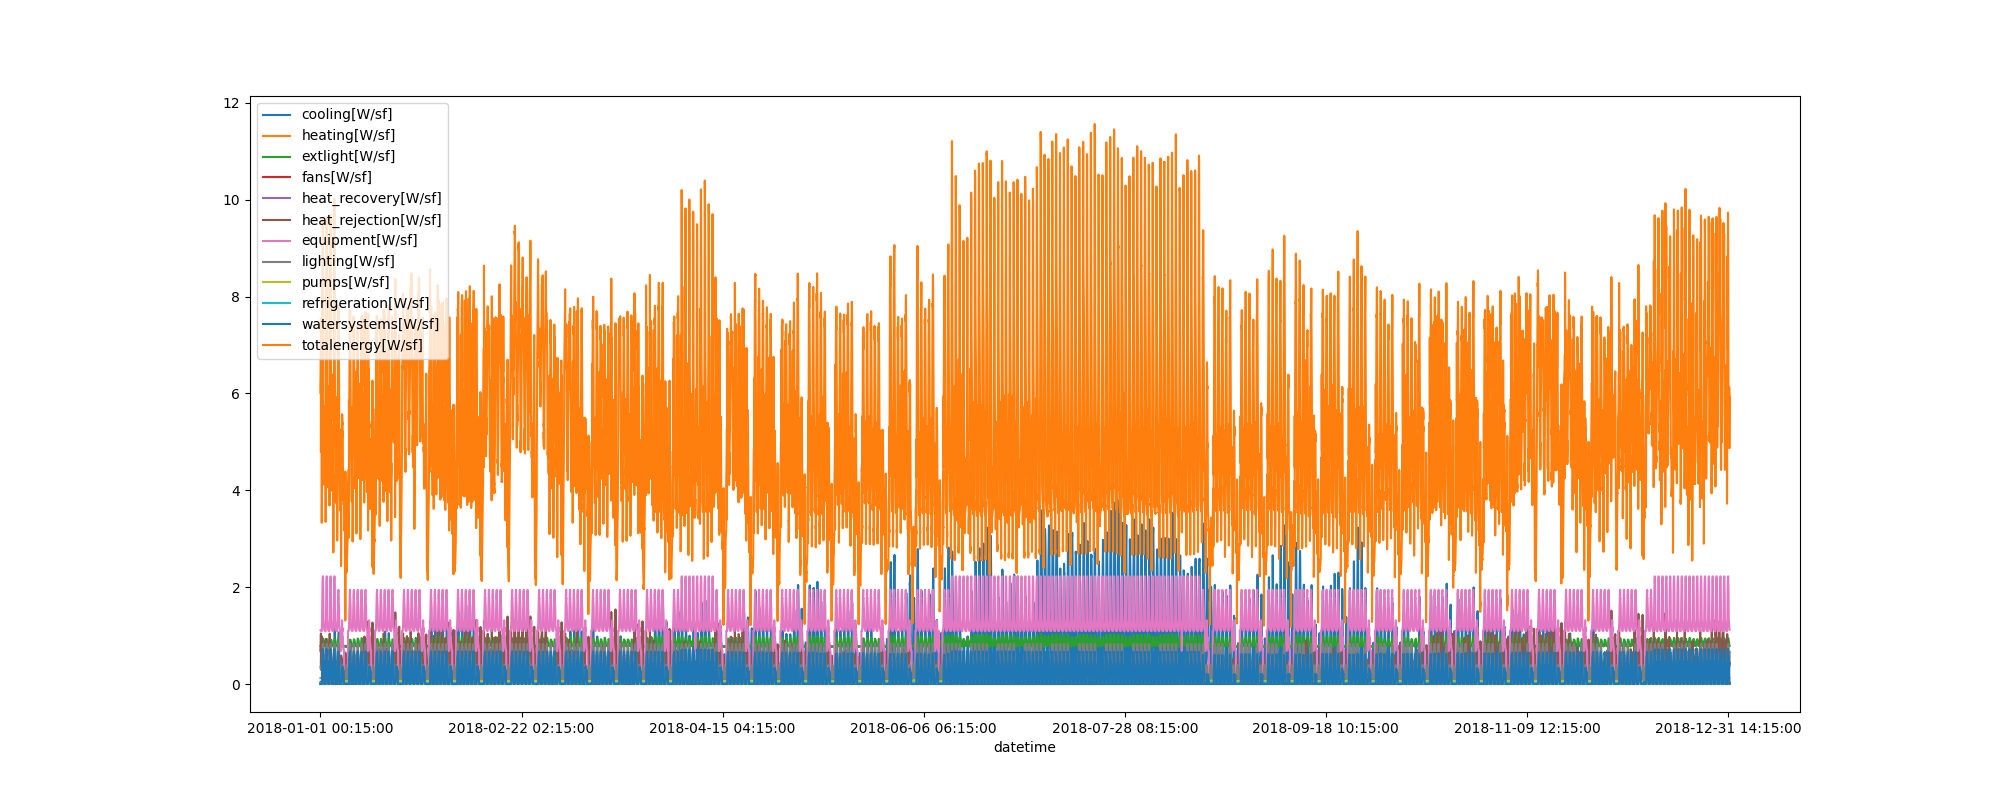 12
10
8
6
4
2
0
cooling[W/sf]
heating[W/sf]
extlight[W/sf]
fans[W/sf]
heat_recovery[W/sf]
heat_rejection[W/sf]
equipment[W/sf]
lighting[W/sf]
pumps[W/sf]
refrigeration[W/sf]
watersystems[W/sf]
totalenergy[W/sf]
2018-01-01 00:15:00 2018-02-22 02:15:00 2018-04-15 04:15:00 2018-06-06 06:15:00 2018-07-28 08:15:00 2018-09-18 10:15:00 2018-11-09 12:15:00 2018-12-31 14:15:00
datetime